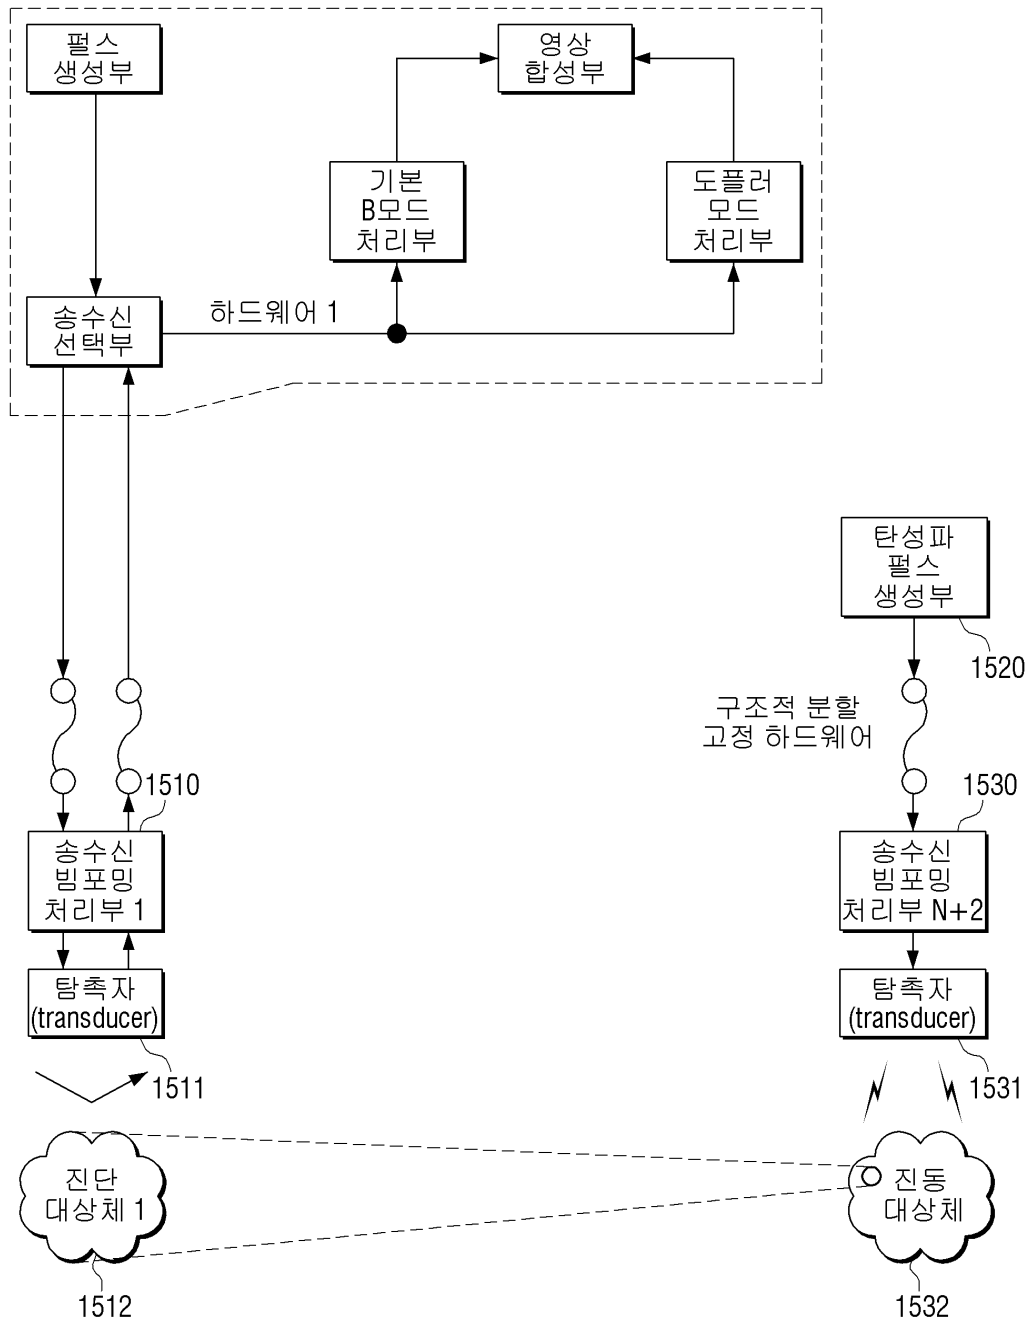 펄스
생성부
영상
합성부
기본
B모드
처리부
도플러
모드
처리부
송수신
선택부
하드웨어 1
탄성파
펄스
생성부
1520
구조적 분할
고정 하드웨어
1510
1530
송수신
빔포밍
처리부 1
송수신
빔포밍
처리부 N+2
탐촉자
(transducer)
탐촉자
(transducer)
1511
1531
진단
대상체 1
진동
대상체
1512
1532